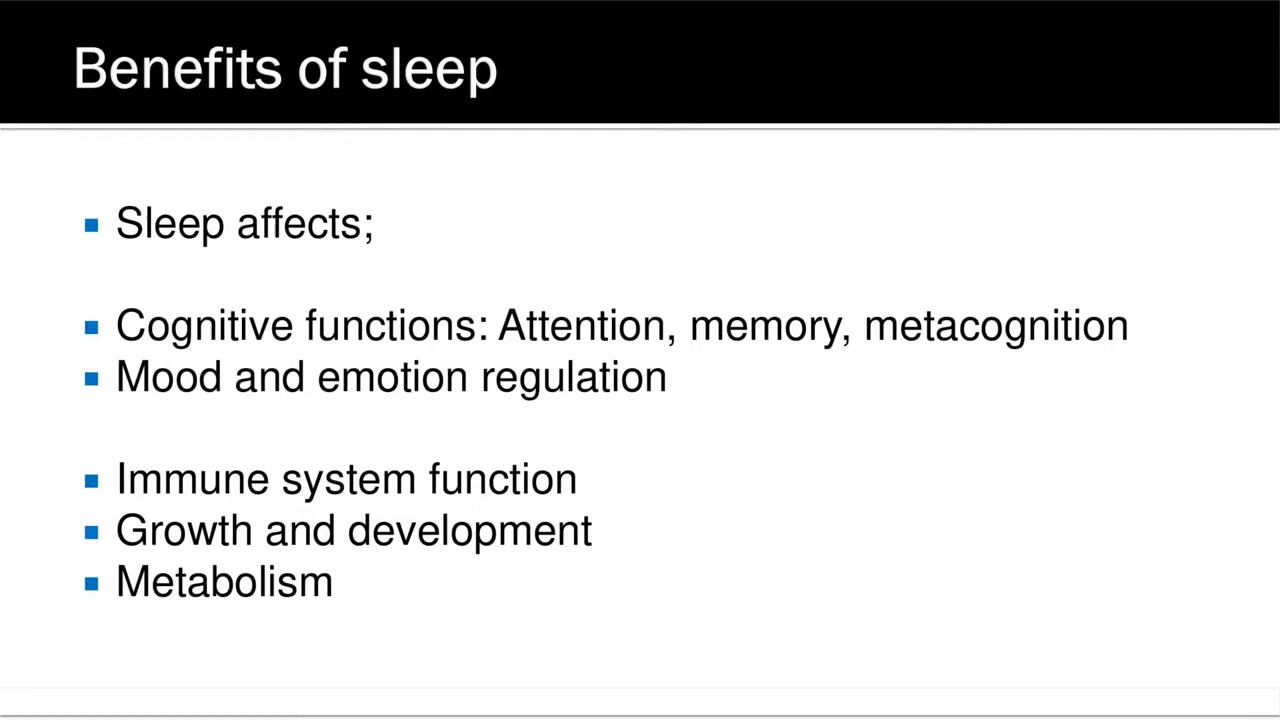 Benefits of sleep
Sleep affects;
Cognitive functions: Attention, memory, metacognition
Mood and emotion regulation
Immune system function
Growth and development
Metabolism